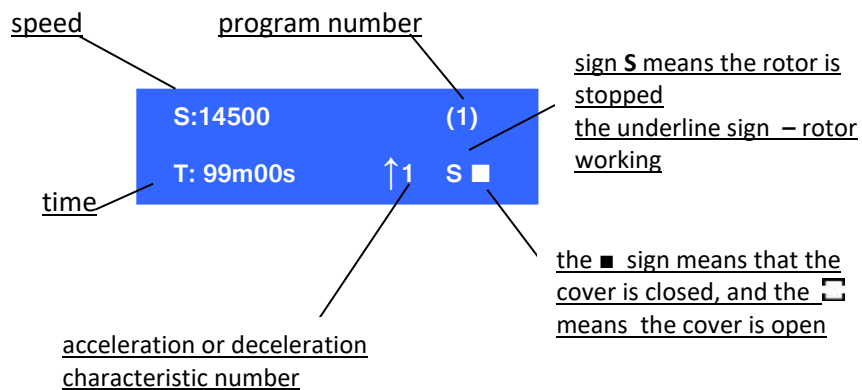 speed
program number
sign S means the rotor is
stopped
the underline sign – rotor
working
S:14500 (1)
T: 99m00s ↑1 S ■
time
the ■ sign means that the
cover is closed, and the
means the cover is open
acceleration or deceleration
characteristic number